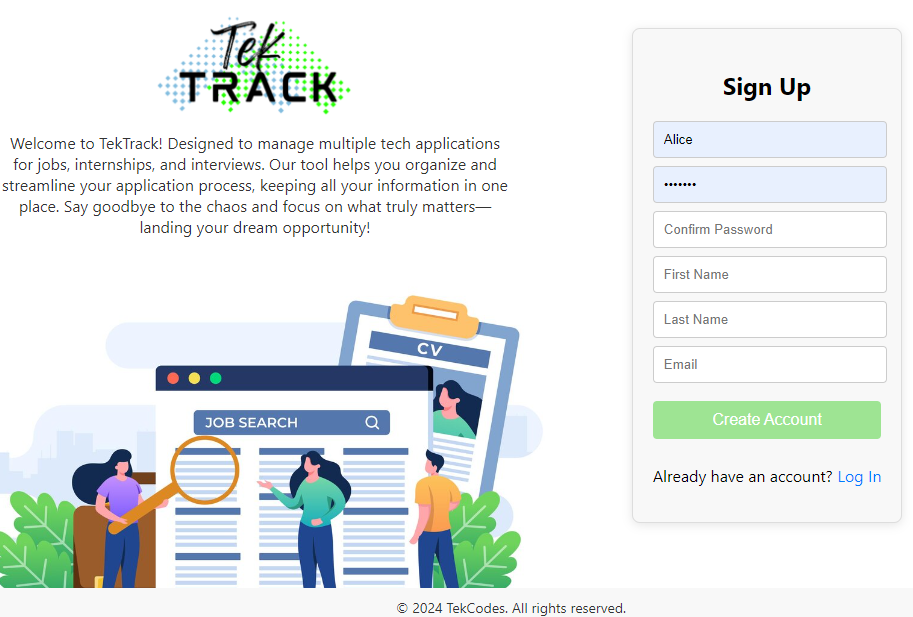 Tek
TRACK
Welcome to TekTrack! Designed to manage multiple tech applications
for jobs, internships, and interviews. Our tool helps you organize and
streamline your application process, keeping all your information in one
place. Say goodbye to the chaos and focus on what truly matters—
landing your dream opportunity!
CV
JOB SEARCH
Sign Up
Alice
•••••••
Confirm Password
First Name
Last Name
Email
Create Account
Already have an account? Log In
© 2024 TekCodes. All rights reserved.